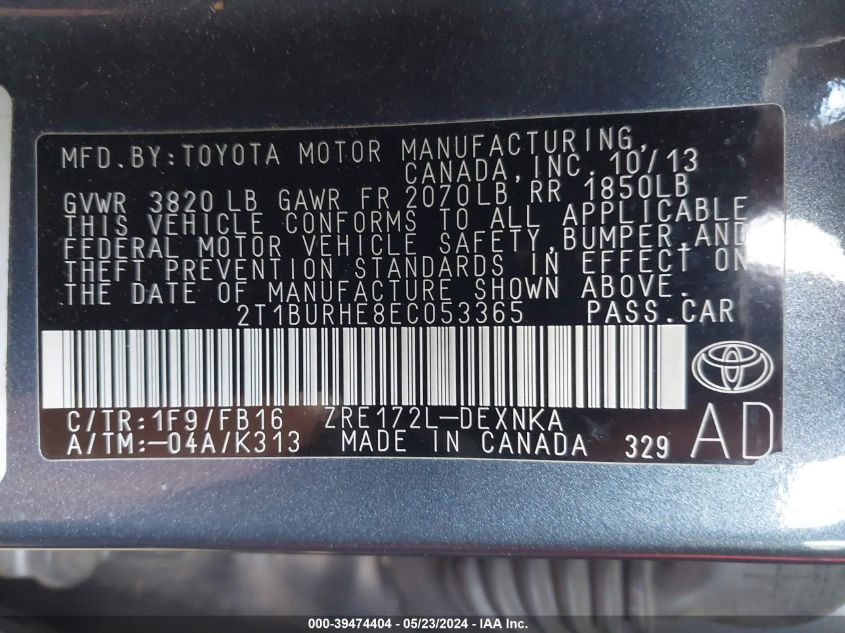 MFD.BY:TOYOTA MOTOR MANUFACTURING,
CANADA,INC. 10/13
GVWR 3820 LB GAWR FR 2070LB RR 1850LB
THIS VEHICLE CONFORMS TO ALL APPLICABLE
FEDERAL MOTOR VEHICLE SAFETY,BUMPER,AND
THEFT PREVENTION STANDARDS IN EFFECT ON
THE DATE OF MANUFACTURE SHOWN ABOVE.
2T1BURHE8EC053365 PASS.CAR
C/TR:1F9/FB16 ZRE172L-DEXNKA
A/TM:-04A/K313 MADE IN CANADA 329 AD
000-39474404 - 05/23/2024 - IAA Inc.